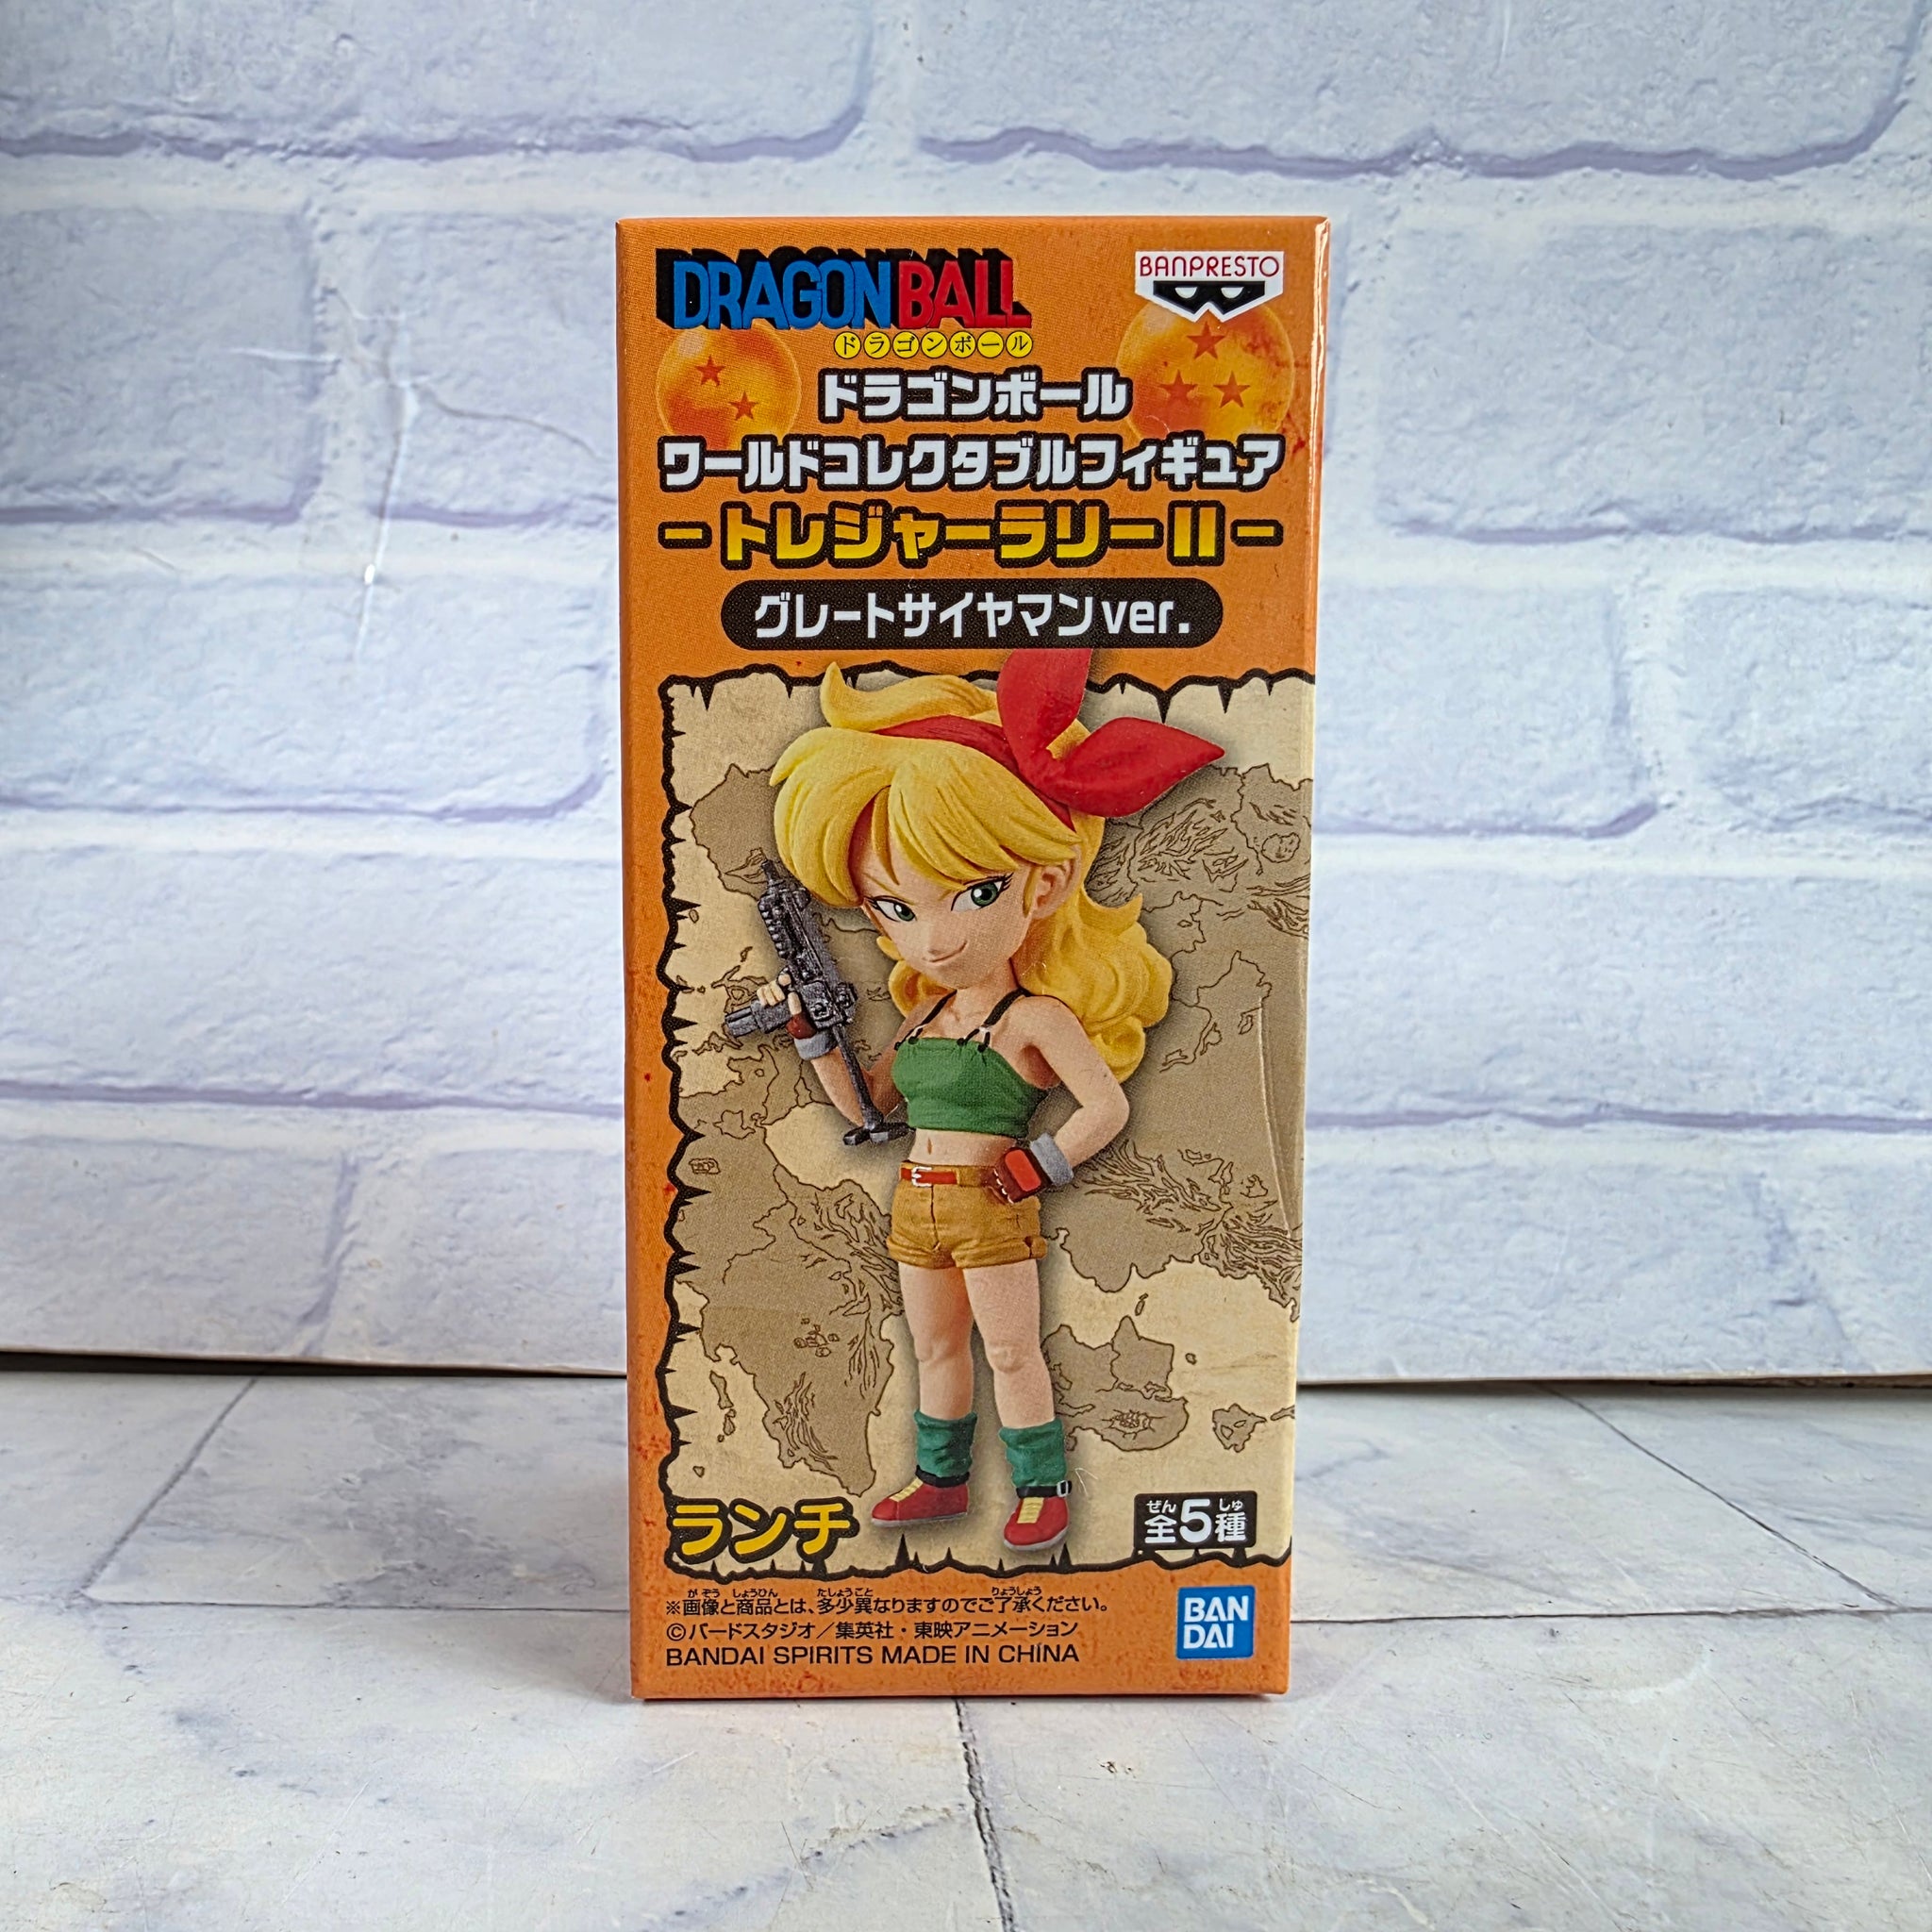 DRAGON BALL
BANPRESTO
ドラゴンボール
ドラゴンボール
ワールドコレクタブルフィギュア
-トレジャーラリーII-
グレートサイヤマンver.
ランチ
ぜん しゅ
全5種
がぞう しょうひん たしょうこと りょうしょう
※画像と商品とは、多少異なりますのでご了承ください。
©バードスタジオ/集英社・東映アニメーション
BANDAI SPIRITS MADE IN CHINA
BAN
DAI